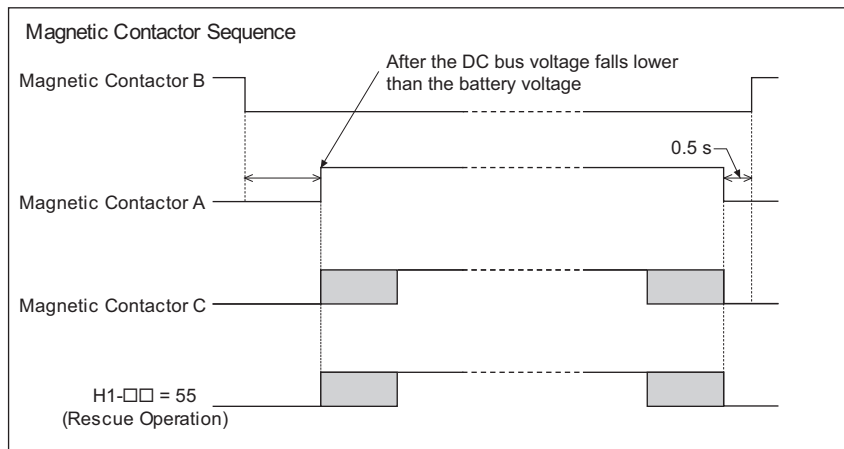 Magnetic Contactor Sequence
After the DC bus voltage falls lower
than the battery voltage
Magnetic Contactor B
0.5 s
Magnetic Contactor A
Magnetic Contactor C
H1-□□ = 55
(Rescue Operation)